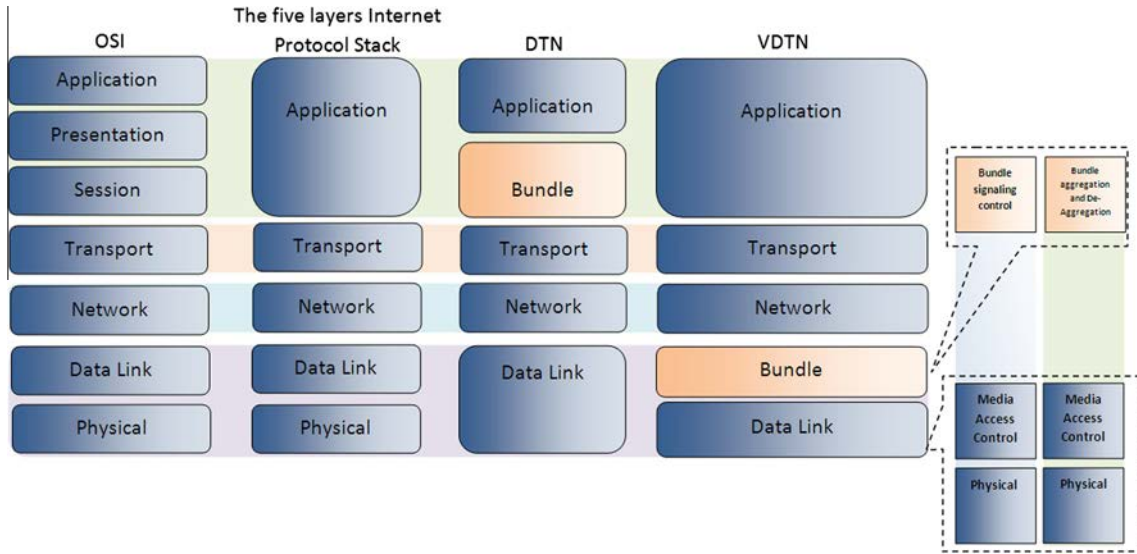 The five layers Internet
OSI
Protocol Stack
DTN
VDTN
Application
Presentation
Session
Transport
Network
Data Link
Physical
Application
Transport
Network
Data Link
Physical
Application
Bundle
Transport
Network
Data Link
Application
Transport
Network
Bundle
Data Link
Bundle
signaling
control
Bundle
aggregation
and De-
Aggregation
Media
Access
Control
Media
Access
Control
Physical
Physical